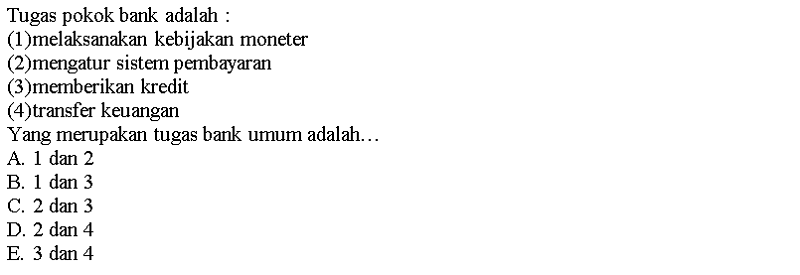 Tugas pokok bank adalah :
(1)melaksanakan kebijakan moneter
(2)mengatur sistem pembayaran
(3)memberikan kredit
(4)transfer keuangan
Yang merupakan tugas bank umum adalah…
A. 1 dan 2
B. 1 dan 3
C. 2 dan 3
D. 2 dan 4
E. 3 dan 4